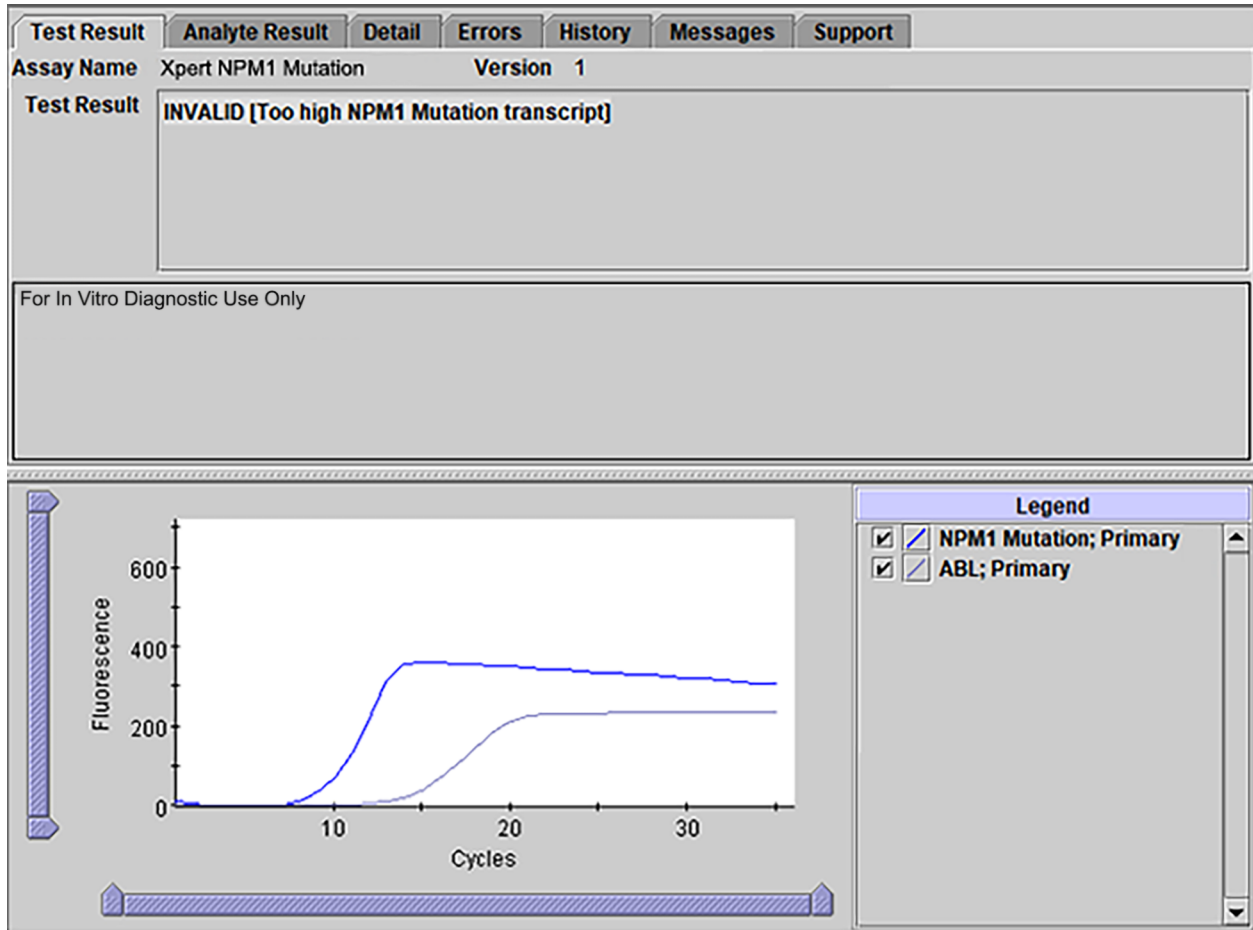 Test Result Analyte Result Detail Errors History Messages Support
Assay Name Xpert NPM1 Mutation Version 1
Test Result INVALID [Too high NPM1 Mutation transcript]
For In Vitro Diagnostic Use Only
Legend
NPM1 Mutation; Primary
ABL; Primary
600
400
200
0
Fluorescence
10 20 30
Cycles